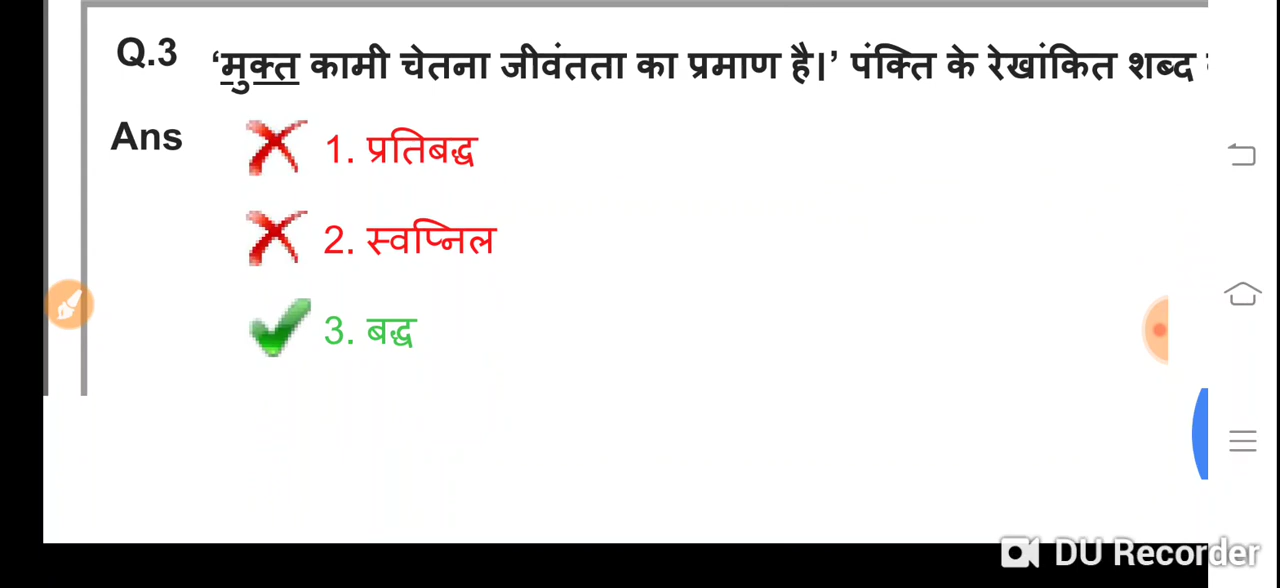 Q.3 ‘मुक्त कामी चेतना जीवंतता का प्रमाण है।’ पंक्ति के रेखांकित शब्द
Ans 1. प्रतिबद्ध
2. स्वप्निल
3. बद्ध
DU Recorder